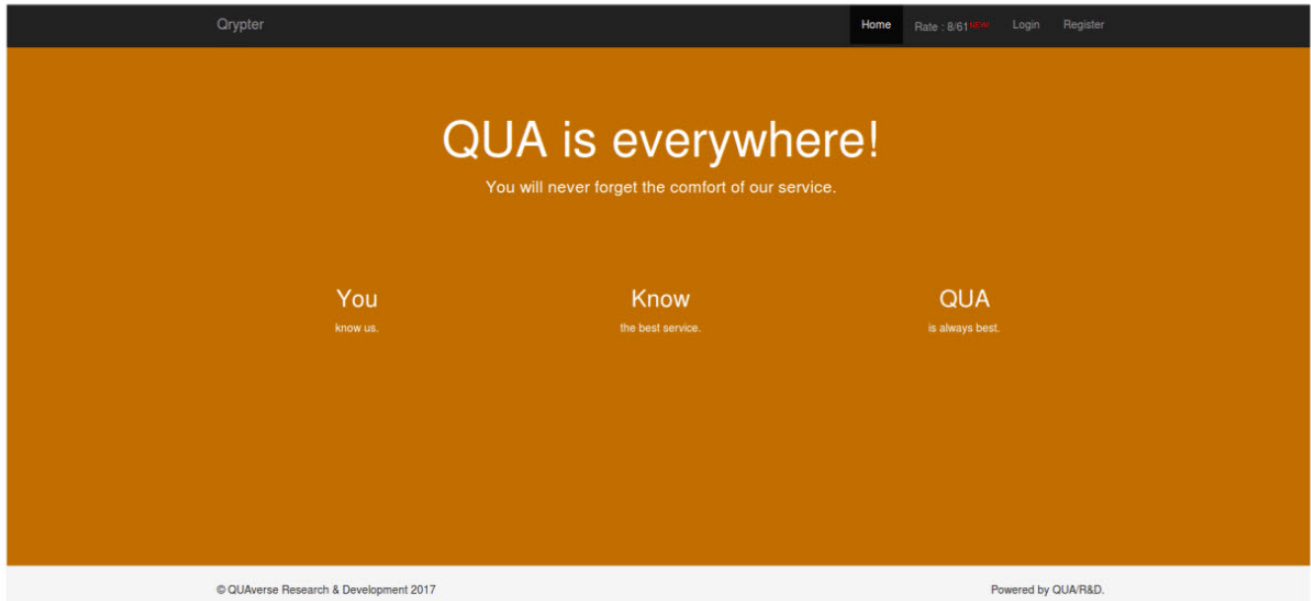 Qrypter Home Rate : 8/61 NEW! Login Register
QUA is everywhere!
You will never forget the comfort of our service.
You Know QUA
know us. the best service. is always best.
© QUAverse Research & Development 2017 Powered by QUA/R&D.